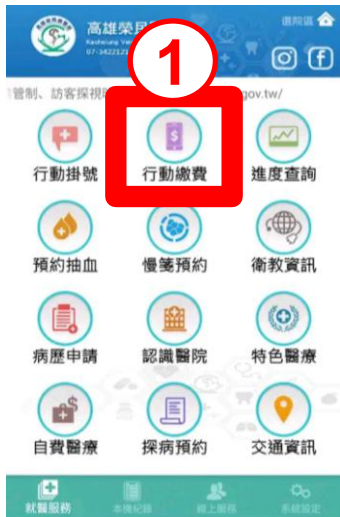 高雄榮民
選院區
Kaohsiung
07-3422121
1
管制、訪客探視
gov.tw/
行動掛號
行動繳費
進度查詢
預約抽血
慢箋預約
衛教資訊
病歷申請
認識醫院
特色醫療
自費醫療
探病預約
交通資訊
就醫服務
本機紀錄
線上服務
系統設定